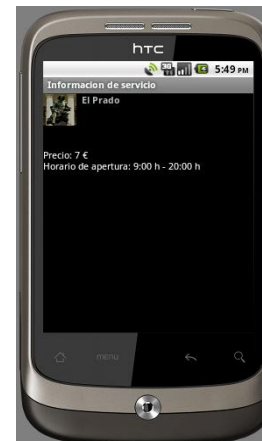 hTC
3G
5:49 PM
Informacion de servicio
El Prado
Precio: 7 €
Horario de apertura: 9:00 h - 20:00 h
MENU